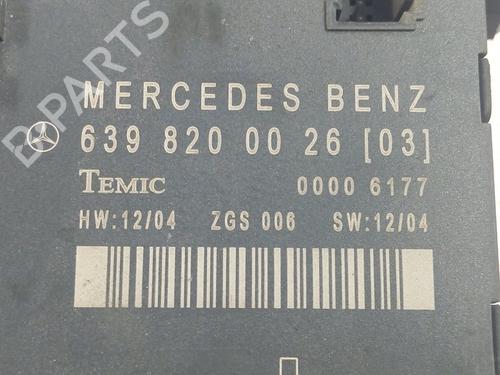 B-PARTS
MERCEDES BENZ
639 820 00 26 [03]
TEMIC 0000 6177
HW:12/04 ZGS 006 SW:12/04